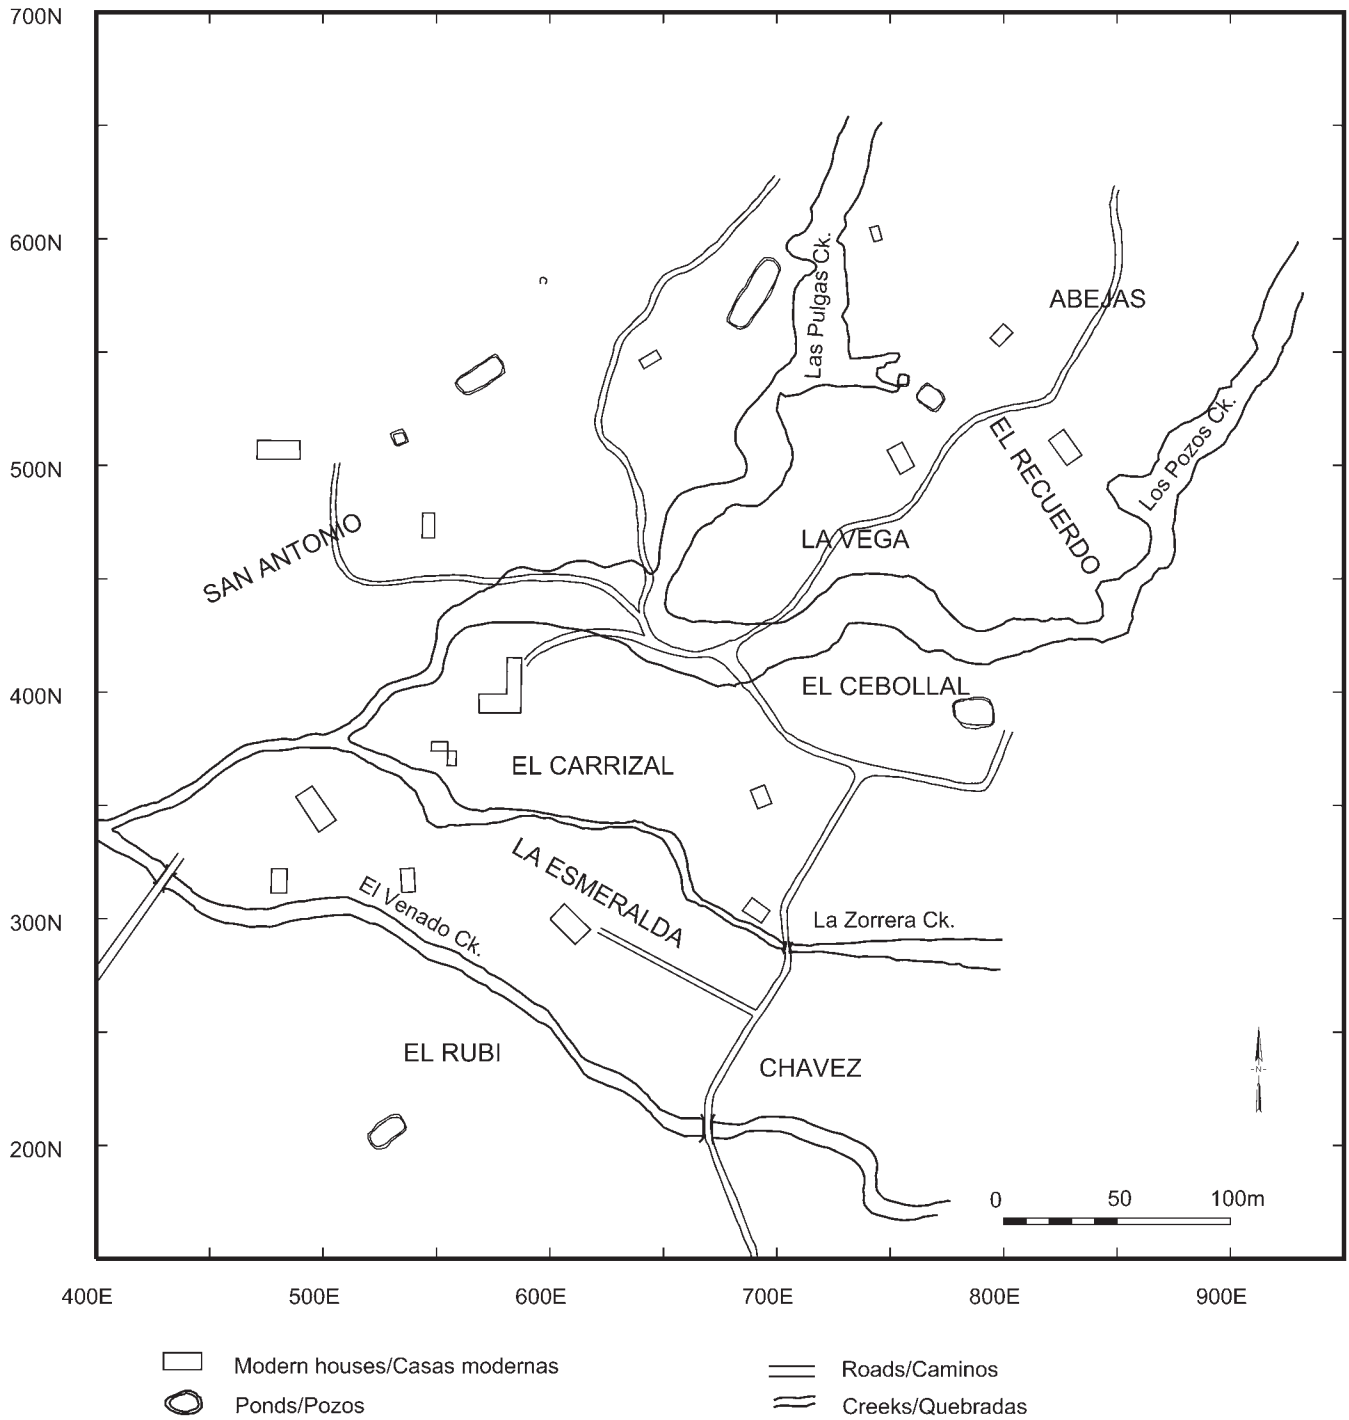 700N
600N
Las Pulgas Ck.
ABEJAS
Los Pozos Ck.
500N
EL RECUERDO
SAN ANTONIO
LA VEGA
400N
EL CEBOLLAL
EL CARRIZAL
LA ESMERALDA
El Venado Ck.
300N
La Zorrera Ck.
EL RUBI
CHAVEZ
N
200N
0 50 100m
400E 500E 600E 700E 800E 900E
Modern houses/Casas modernas
Roads/Caminos
Ponds/Pozos
Creeks/Quebradas